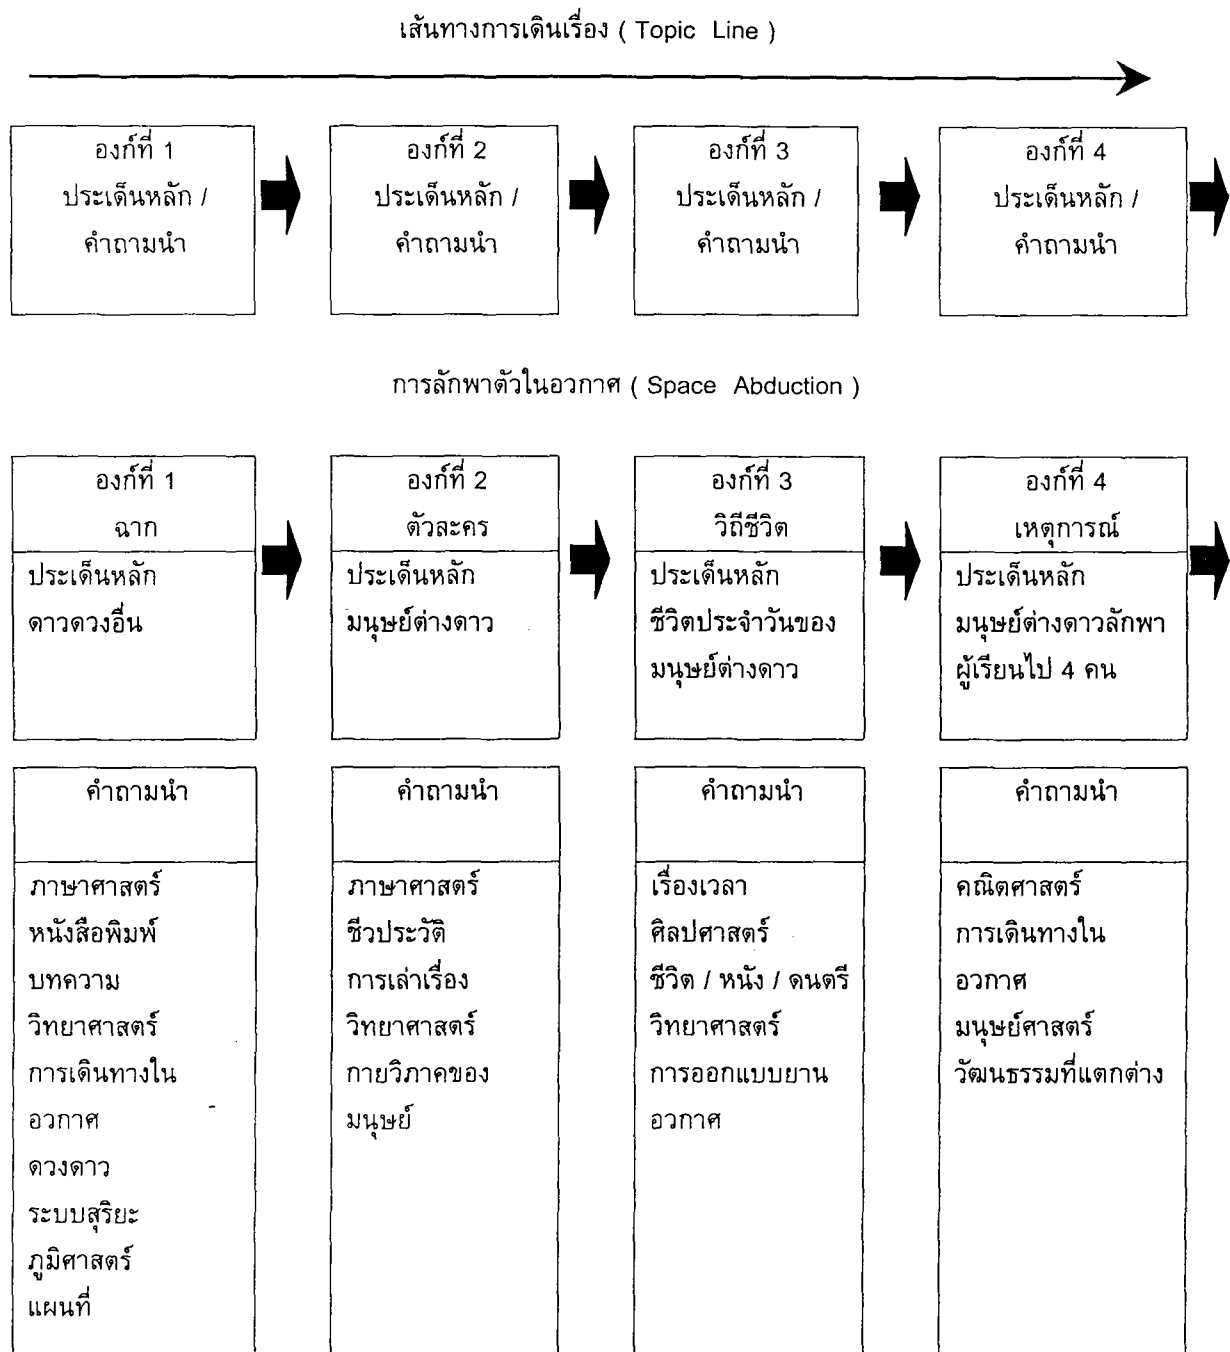 เส้นทางการเดินเรื่อง ( Topic Line )
องก์ที่ 1
ประเด็นหลัก /
คำถามนำ
องก์ที่ 2
ประเด็นหลัก /
คำถามนำ
องก์ที่ 3
ประเด็นหลัก /
คำถามนำ
องก์ที่ 4
ประเด็นหลัก /
คำถามนำ
การลักพาตัวในอวกาศ ( Space Abduction )
องก์ที่ 1
ฉาก
ประเด็นหลัก
ดาวดวงอื่น
องก์ที่ 2
ตัวละคร
ประเด็นหลัก
มนุษย์ต่างดาว
องก์ที่ 3
วิถีชีวิต
ประเด็นหลัก
ชีวิตประจำวันของ
มนุษย์ต่างดาว
องก์ที่ 4
เหตุการณ์
ประเด็นหลัก
มนุษย์ต่างดาวลักพา
ผู้เรียนไป 4 คน
คำถามนำ
ภาษาศาสตร์
หนังสือพิมพ์
บทความ
วิทยาศาสตร์
การเดินทางใน
อวกาศ
ดวงดาว
ระบบสุริยะ
ภูมิศาสตร์
แผนที่
คำถามนำ
ภาษาศาสตร์
ชีวประวัติ
การเล่าเรื่อง
วิทยาศาสตร์
กายวิภาคของ
มนุษย์
คำถามนำ
เรื่องเวลา
ศิลปศาสตร์
ชีวิต / หนัง / ดนตรี
วิทยาศาสตร์
การออกแบบยาน
อวกาศ
คำถามนำ
คณิตศาสตร์
การเดินทางใน
อวกาศ
มนุษย์ศาสตร์
วัฒนธรรมที่แตกต่าง